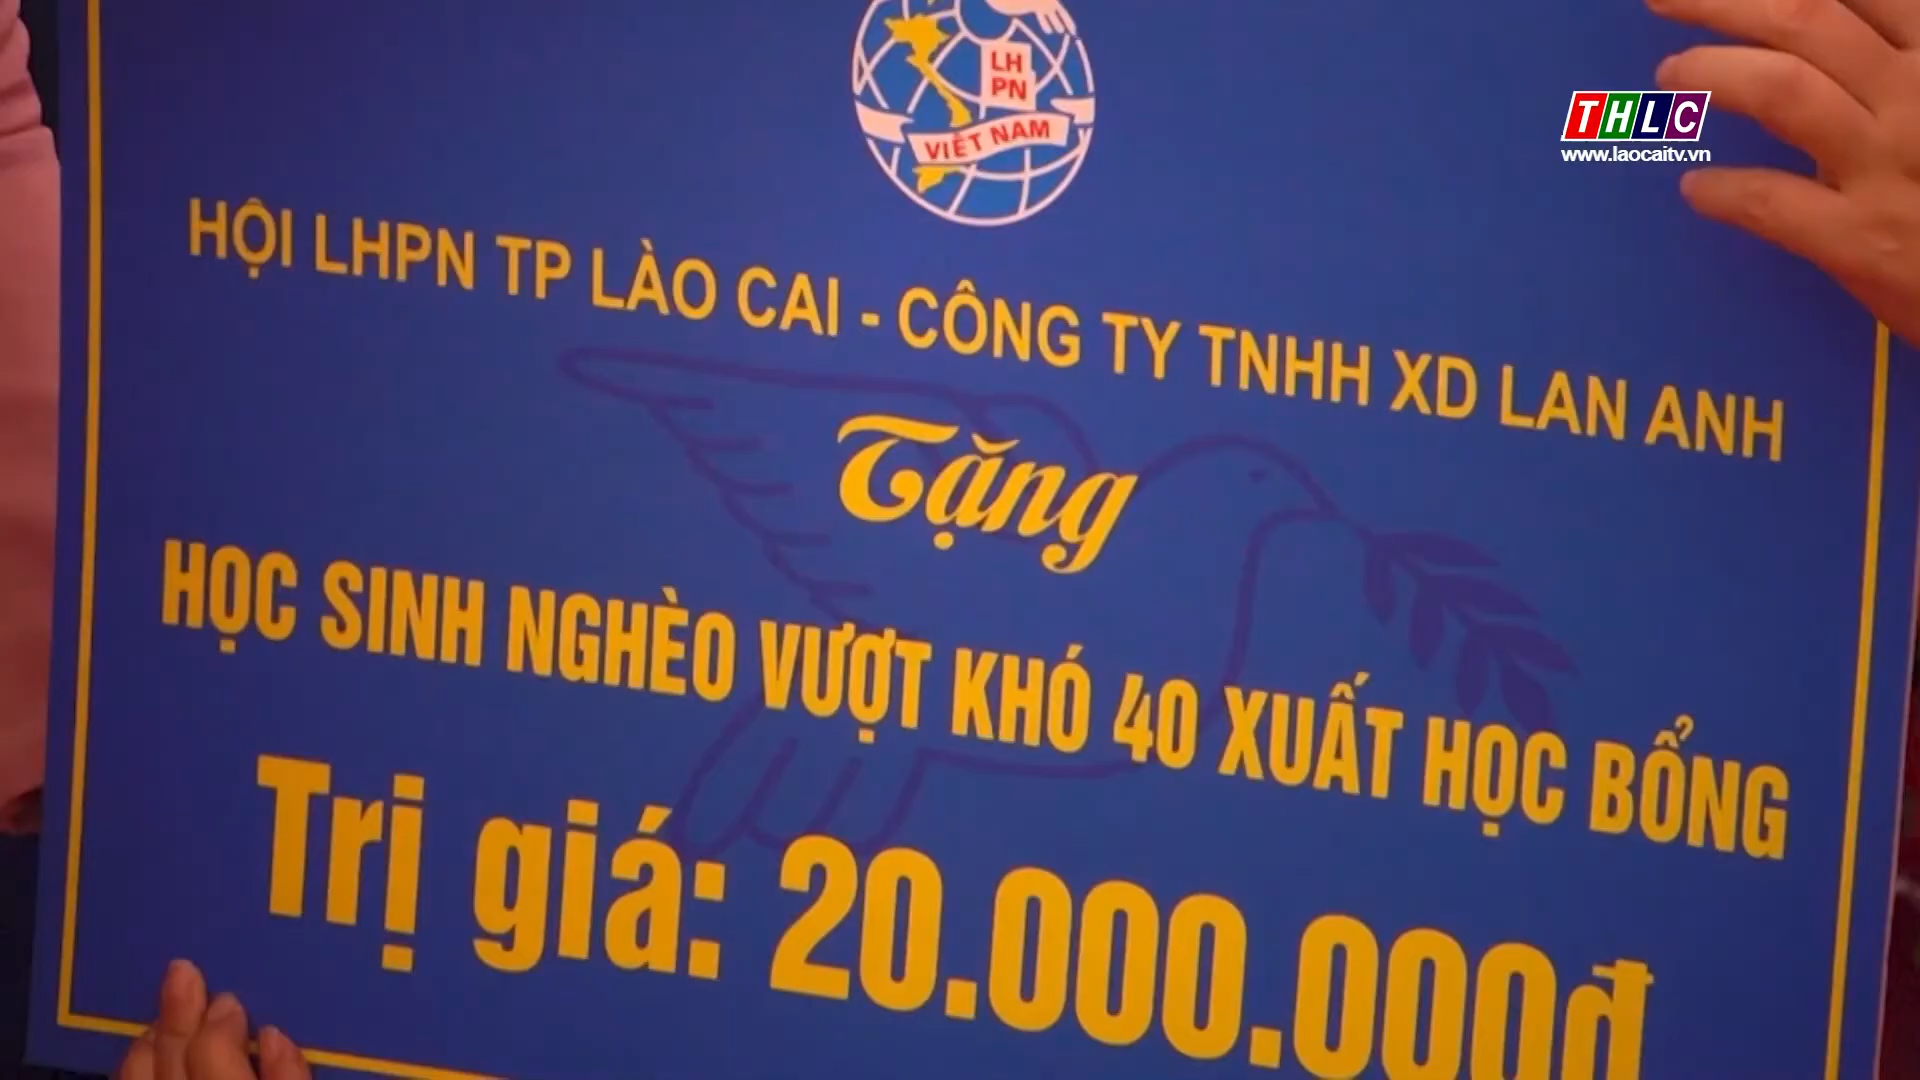 LH
PN
VIỆT NAM
THLC
www.laocaitv.vn
HỘI LHPN TP LÀO CAI - CÔNG TY TNHH XD LAN ANH
Tặng
HỌC SINH NGHÈO VƯỢT KHÓ 40 XUẤT HỌC BỔNG
Trị giá: 20.000.000đ